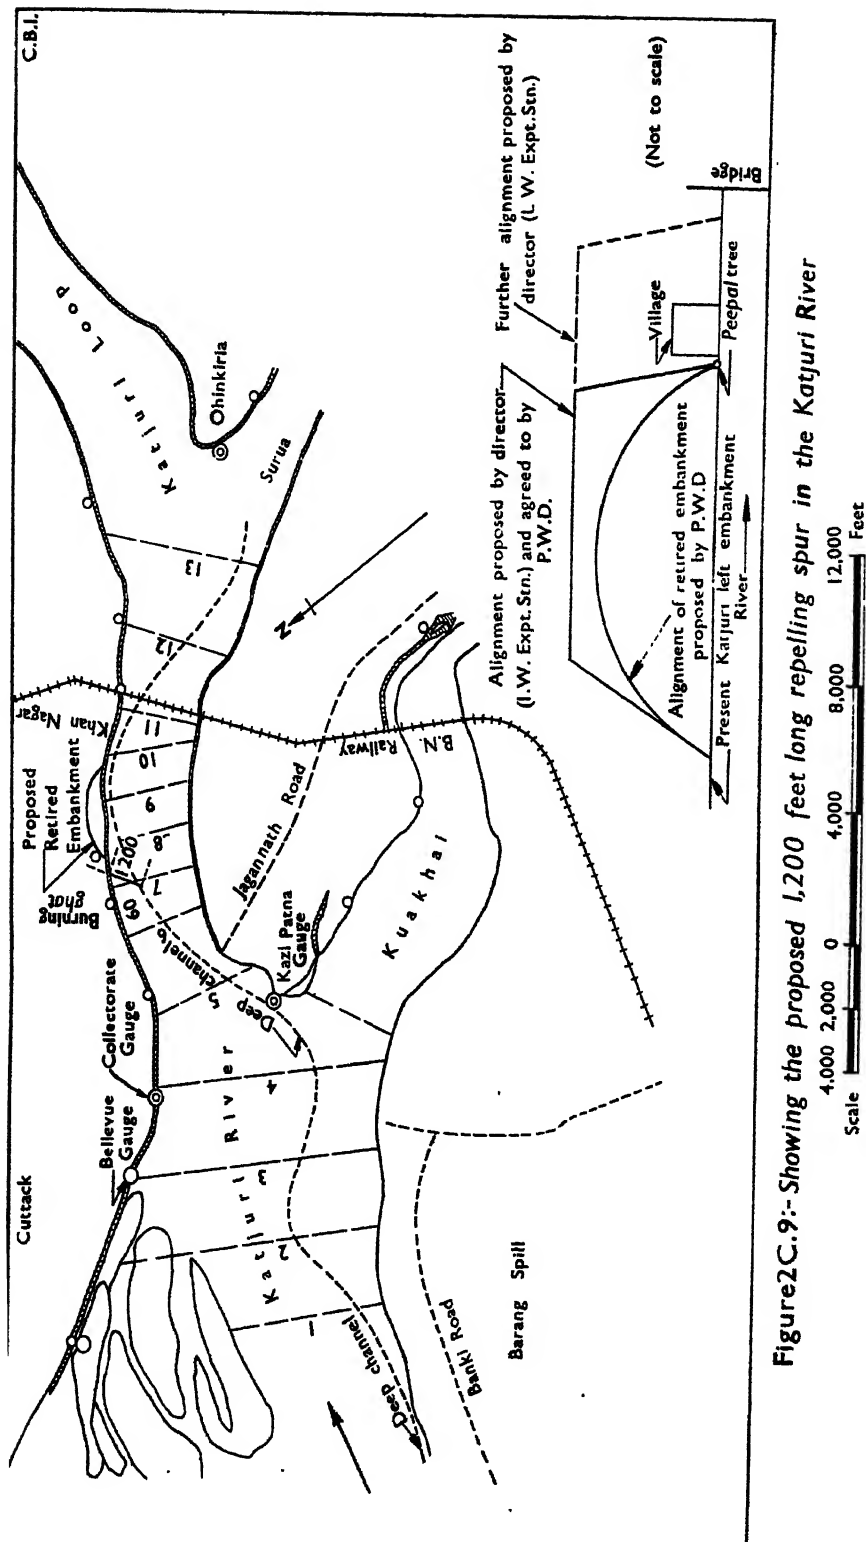 C.B.I.
Cuttack
Bellevue
Gauge
Collectorate
Gauge
Burning
ghat
Proposed
Retired
Embankment
Khan Nagar
Katjuri Loop
Ohinkiria
Surua
1
2
3
4
5
6
7
8
9
10
11
12
13
60
1200
Katjuri River
Deep channel
Deep channel
Kazi Patna
Gauge
Jagannath Road
N
B.N.
Railway
Kuakhai
Banki Road
Barang Spill
Alignment proposed by director
(I.W. Expt. Stn.) and agreed to by
P.W.D.
Further alignment proposed by
director (I. W. Expt. Stn.)
Village
Peepal tree
Bridge
(Not to scale)
Alignment of retired embankment
proposed by P.W.D
Present Katjuri left embankment
River
Figure2C.9:-Showing the proposed 1,200 feet long repelling spur in the Katjuri River
4,000 2,000 0 4,000 8,000 12,000
Scale Feet